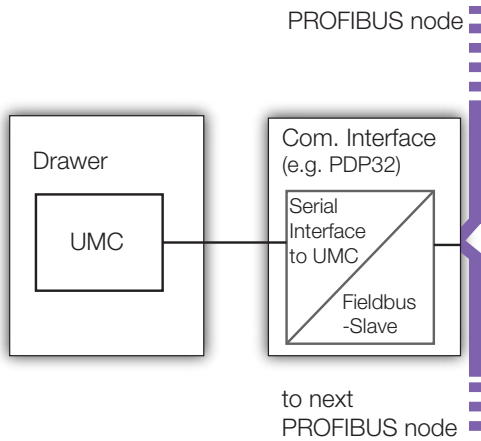 PROFIBUS node
Drawer
UMC
Com. Interface
(e.g. PDP32)
Serial
Interface
to UMC
Fieldbus
-Slave
to next
PROFIBUS node